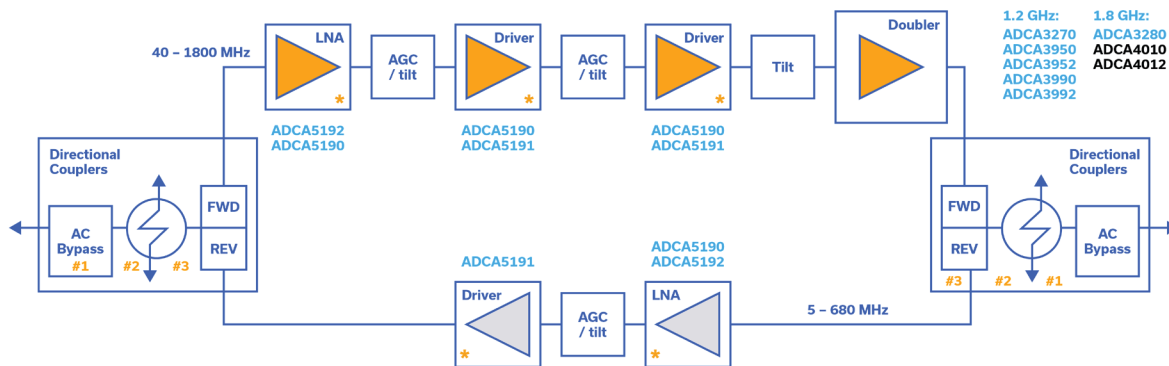 1.2 GHz:
ADCA3270
ADCA3950
ADCA3952
ADCA3990
ADCA3992
1.8 GHz:
ADCA3280
ADCA4010
ADCA4012
40 – 1800 MHz
LNA
*
AGC
/ tilt
Driver
*
AGC
/ tilt
Driver
*
Tilt
Doubler
ADCA5192
ADCA5190
ADCA5190
ADCA5191
ADCA5190
ADCA5191
Directional
Couplers
FWD
REV
AC
Bypass
#1
#2
#3
Directional
Couplers
FWD
REV
AC
Bypass
#3
#2
#1
ADCA5191
ADCA5190
ADCA5192
Driver
*
AGC
/ tilt
LNA
*
5 – 680 MHz